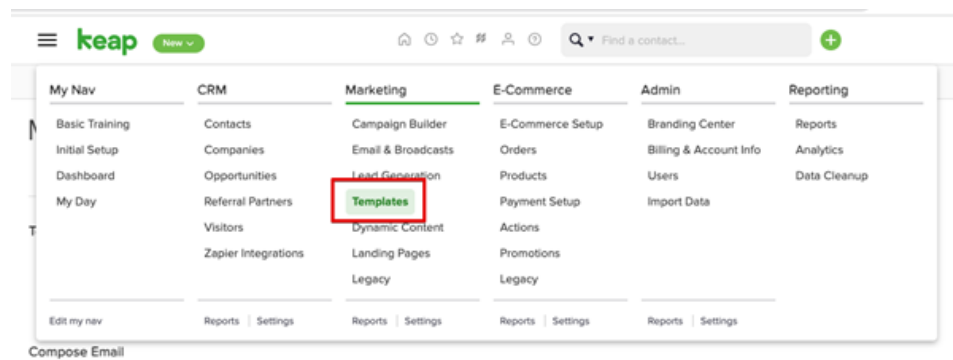 keap New
Find a contact...
My Nav CRM Marketing E-Commerce Admin Reporting
Basic Training Contacts Campaign Builder E-Commerce Setup Branding Center Reports
Initial Setup Companies Email & Broadcasts Orders Billing & Account Info Analytics
Dashboard Opportunities Lead Generation Products Users Data Cleanup
My Day Referral Partners Templates Payment Setup Import Data
Visitors Dynamic Content Actions
Zapier Integrations Landing Pages Promotions
Legacy Legacy
Edit my nav Reports | Settings Reports | Settings Reports | Settings Reports | Settings
Compose Email